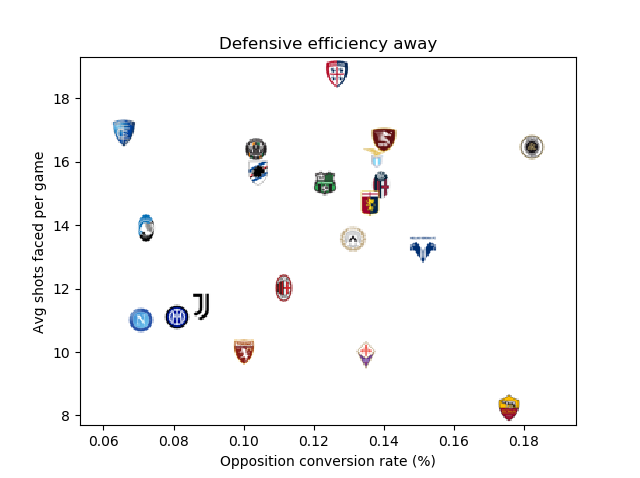 Defensive efficiency away
Avg shots faced per game
18
16
14
12
10
8
0.06 0.08 0.10 0.12 0.14 0.16 0.18
Opposition conversion rate (%)